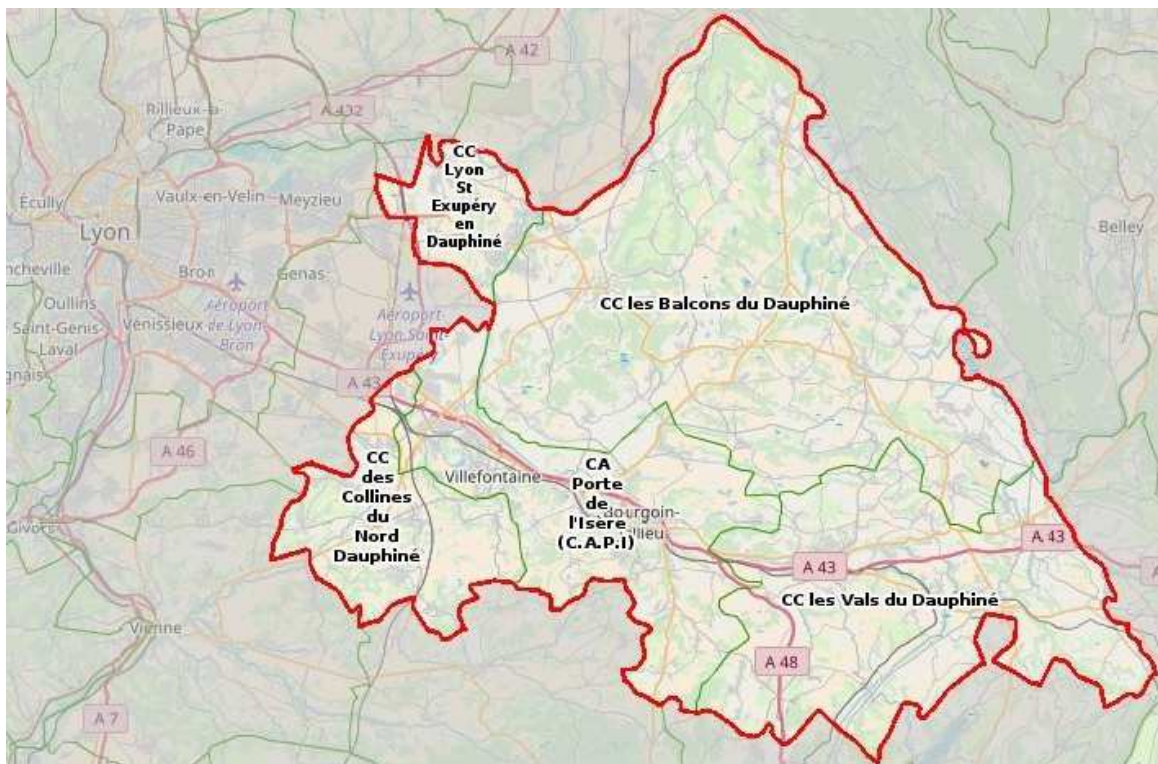 A 42
Rillieux-la-
Pape
A 432
CC
Lyon
St
Exupéry
en
Dauphiné
Écully
Vaulx-en-Velin
Meyzieu
Lyon
Belley
Bron
Genas
Oullins
Aéroport
de Lyon
Bron
Aéroport
Lyon Saint-
Exupéry
CC les Balcons du Dauphiné
Saint-Genis-
Laval
Vénissieux
A 43
A 46
CC
des
Collines
du
Nord
Dauphiné
Villefontaine
CA
Porte
de
l'Isère
(C.A.P.I)
Givors
A 43
A 43
CC les Vals du Dauphiné
Vienne
A 48
A 7